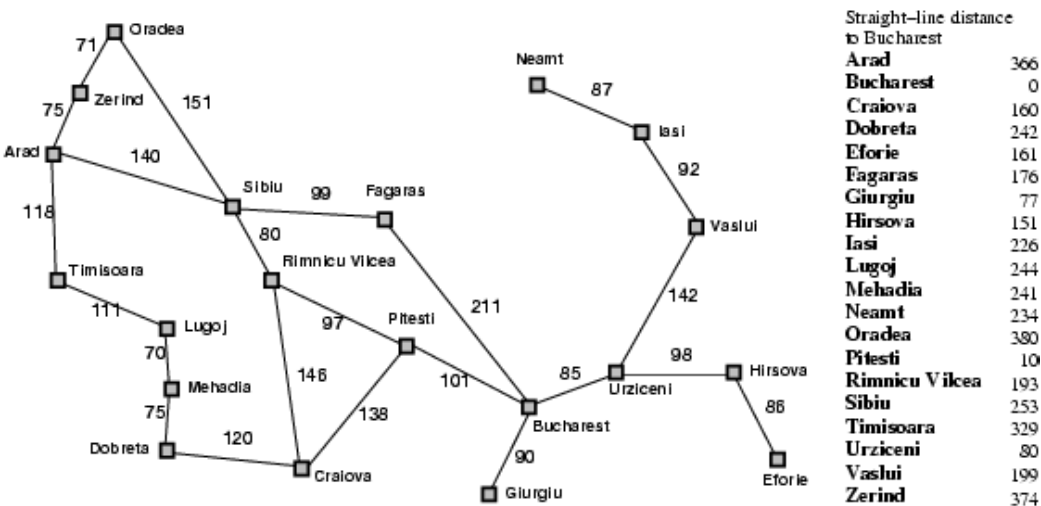 Oradea
71
Neamt
87
Zerind
151
75
Iasi
Arad
140
92
Sibiu
99
Fagaras
118
Vaslui
80
Rimnicu Vilcea
Timisoara
142
111
211
Lugoj
97
Pitesti
70
98
Hirsova
146
101
85
Mehadia
Urziceni
75
138
86
Bucharest
120
Dobreta
90
Craiova
Eforie
Giurgiu
Straight–line distance
to Bucharest
Arad 366
Bucharest 0
Craiova 160
Dobreta 242
Eforie 161
Fagaras 176
Giurgiu 77
Hirsova 151
Iasi 226
Lugoj 244
Mehadia 241
Neamt 234
Oradea 380
Pitesti 10
Rimnicu Vilcea 193
Sibiu 253
Timisoara 329
Urziceni 80
Vaslui 199
Zerind 374